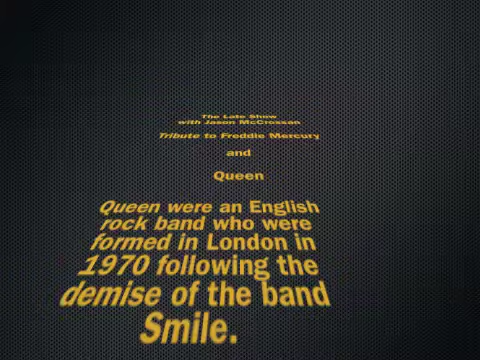 The Late Show
with Jason McCrossan
Tribute to Freddie Mercury
and
Queen
Queen were an English
rock band who were
formed in London in
1970 following the
demise of the band
Smile.